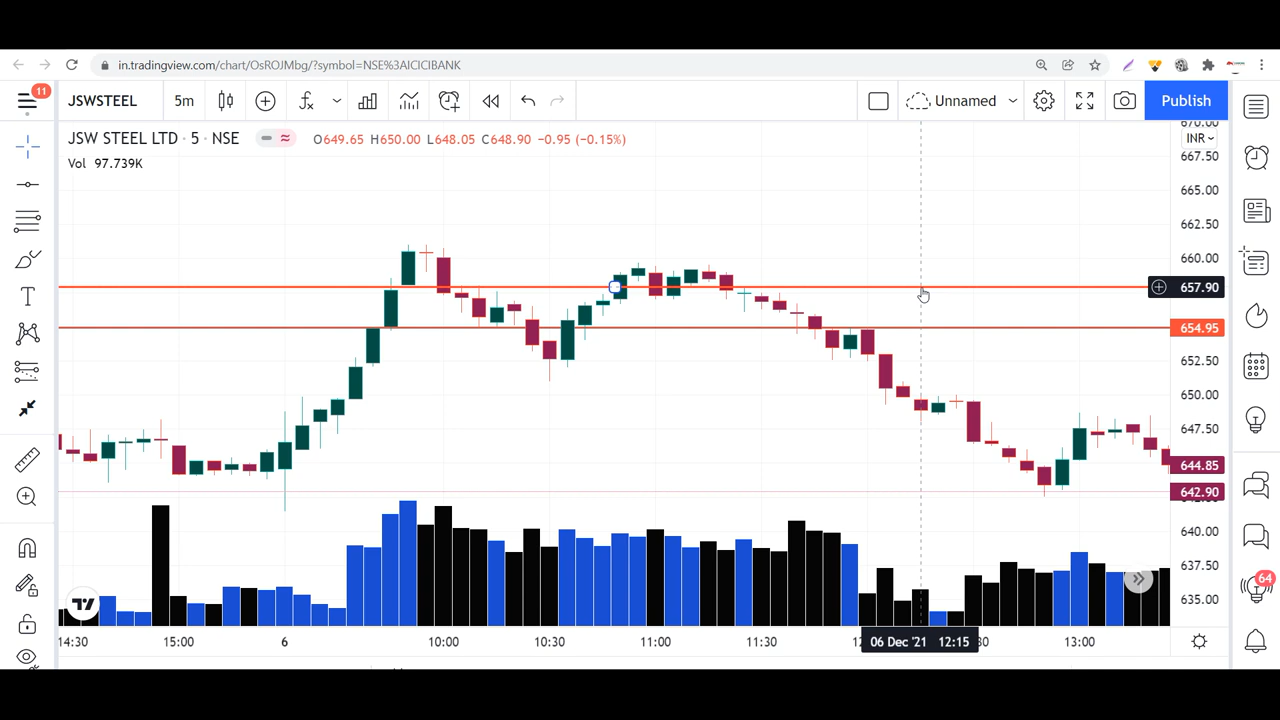 in.tradingview.com/chart/OsROJMbg/?symbol=NSE%3AICICIBANK
11
JSWSTEEL
5m
Unnamed
Publish
JSW STEEL LTD · 5 · NSE
O649.65 H650.00 L648.05 C648.90 -0.95 (-0.15%)
Vol 97.739K
670.00
INR
667.50
665.00
662.50
660.00
657.90
654.95
652.50
650.00
647.50
644.85
642.90
640.00
637.50
64
635.00
14:30 15:00 6 10:00 10:30 11:00 11:30 06 Dec '21 12:15 13:00